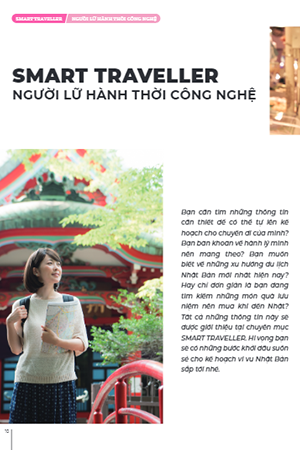 SMART TRAVELLER / NGƯỜI LỮ HÀNH THỜI CÔNG NGHỆ
SMART TRAVELLER
NGƯỜI LỮ HÀNH THỜI CÔNG NGHỆ
Bạn cần tìm những thông tin
cần thiết để có thể tự lên kế
hoạch cho chuyến đi của mình?
Bạn băn khoăn về hành lý mình
nên mang theo? Bạn muốn
biết về những xu hướng du lịch
Nhật Bản mới nhất hiện nay?
Hay chỉ đơn giản là bạn đang
tìm kiếm những món quà lưu
niệm nên mua khi đến Nhật?
Tất cả những thông tin này sẽ
được giới thiệu tại chuyên mục
SMART TRAVELLER. Hi vọng bạn
sẽ có những bước khởi đầu suôn
sẻ cho kế hoạch vi vu Nhật Bản
sắp tới nhé.